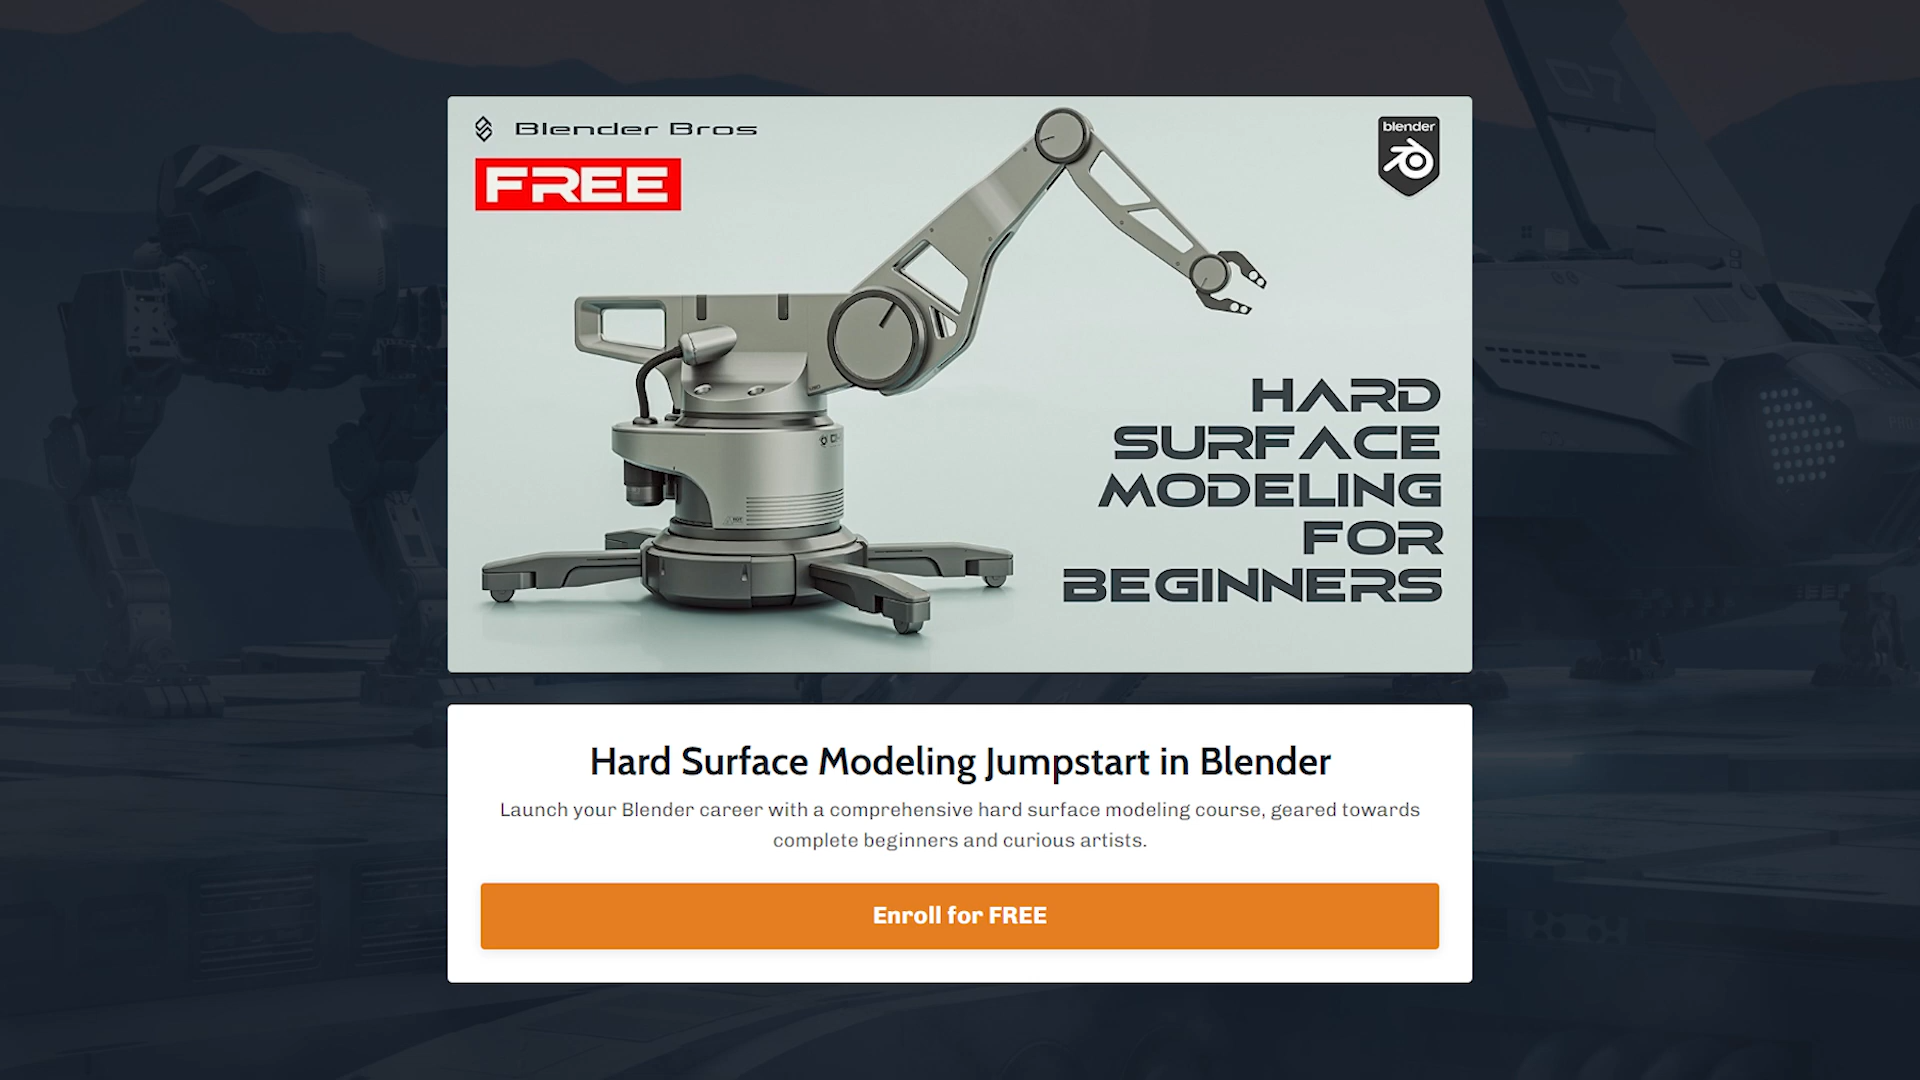 Blender Bros
blender
FREE
07
HARD
SURFACE
MODELING
FOR
BEGINNERS
Hard Surface Modeling Jumpstart in Blender
Launch your Blender career with a comprehensive hard surface modeling course, geared towards
complete beginners and curious artists.
Enroll for FREE